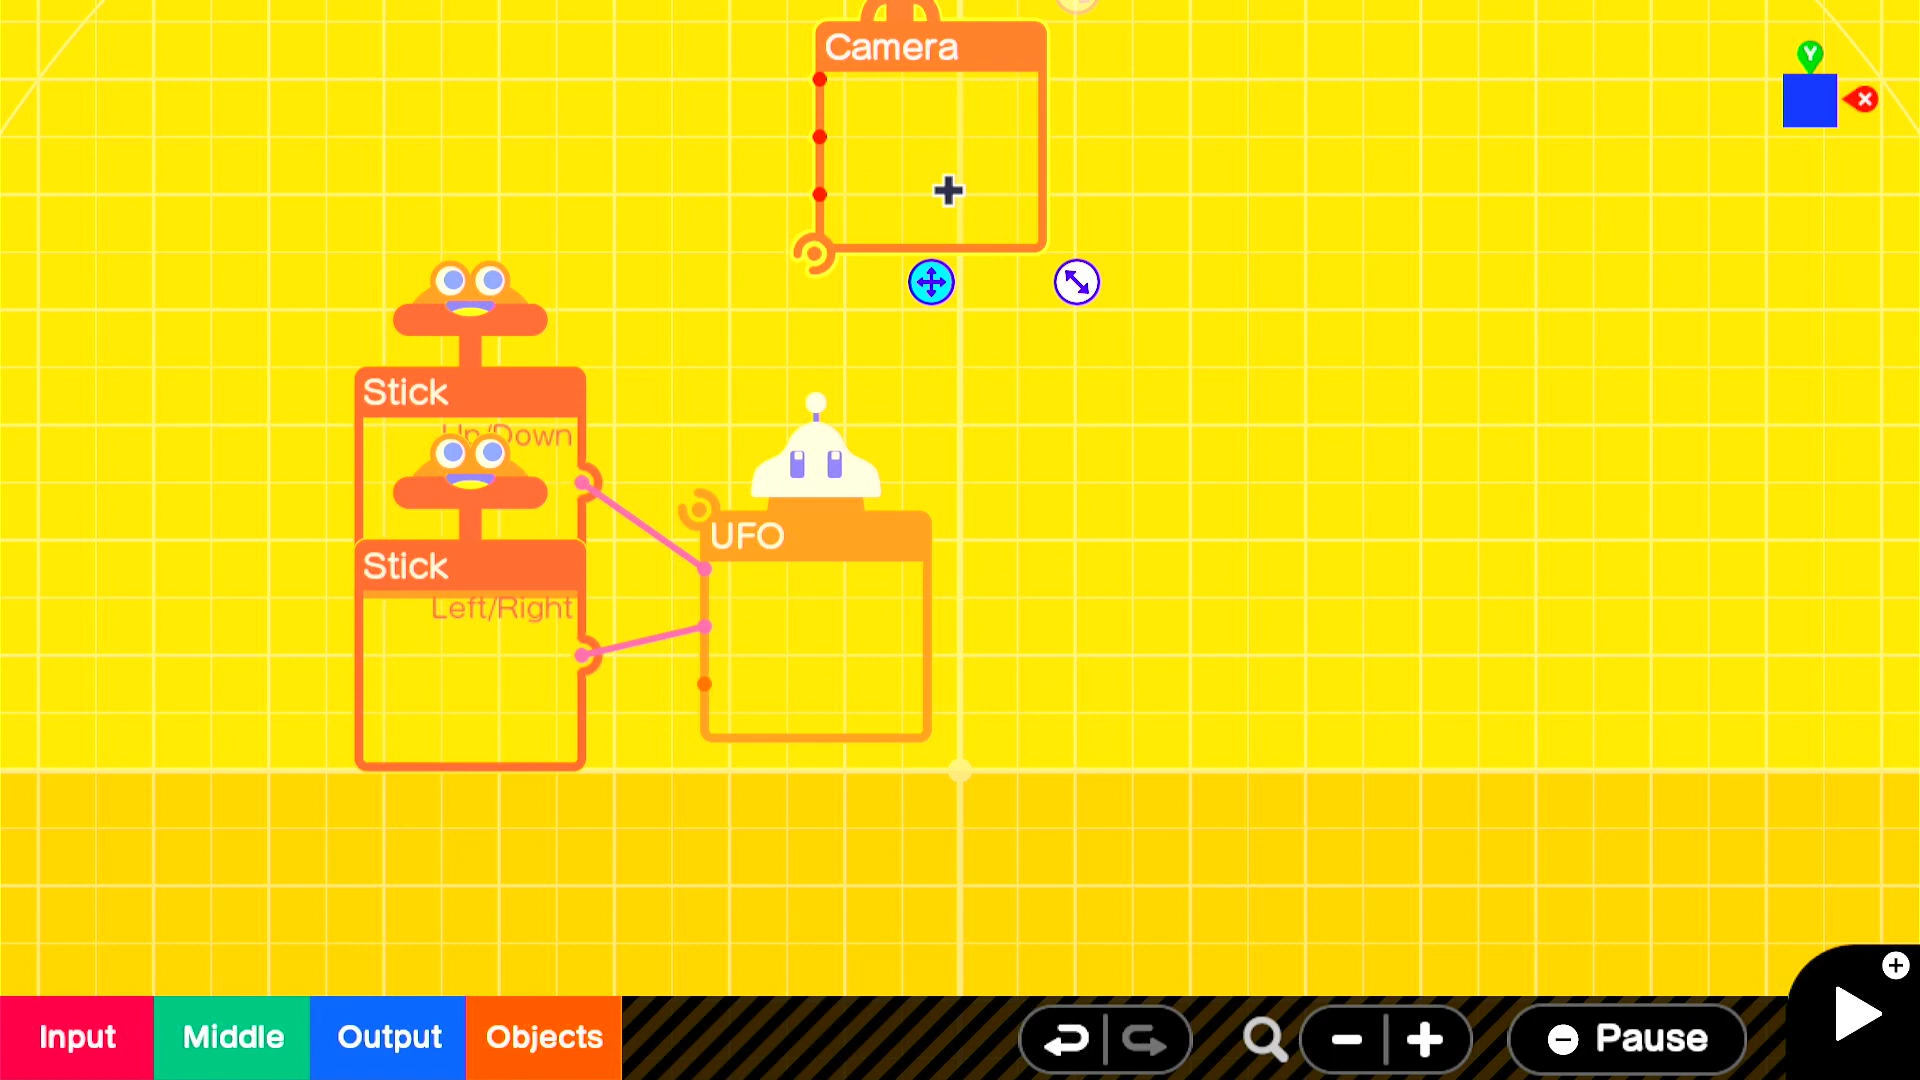 Camera
Y
X
Stick
Up/Down
UFO
Stick
Left/Right
Input
Middle
Output
Objects
Pause